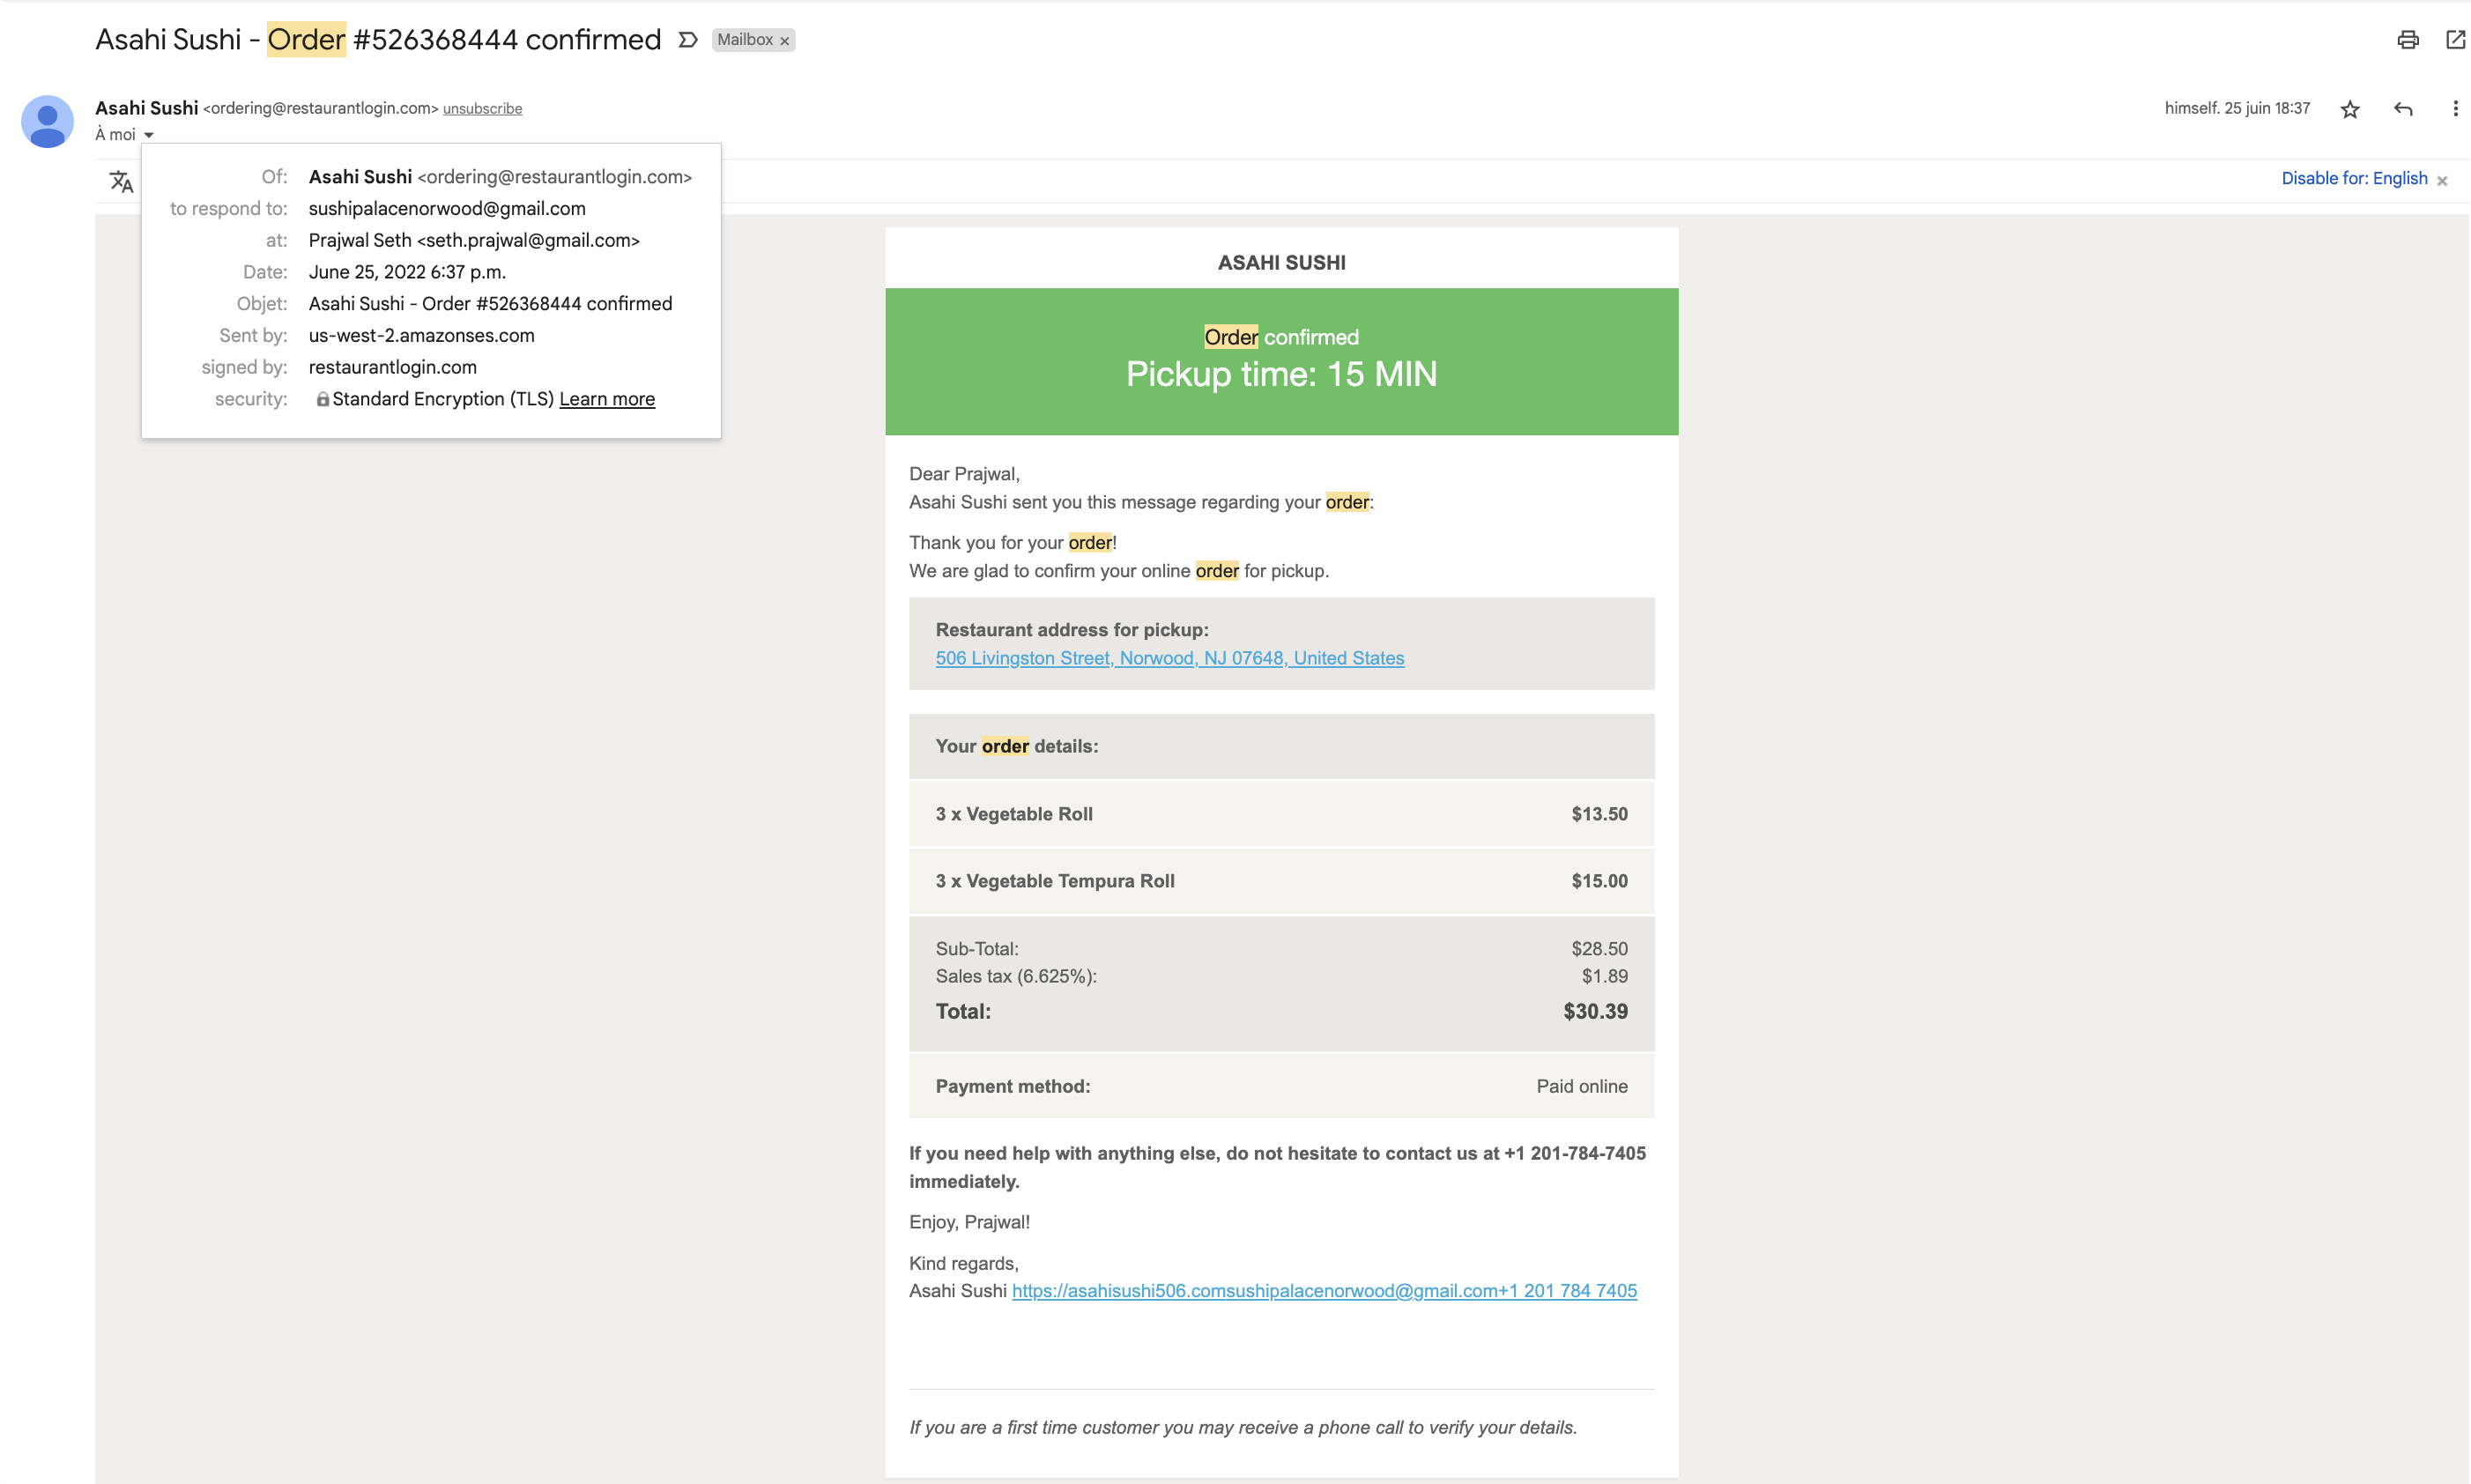 Asahi Sushi - Order #526368444 confirmed
Mailbox ×
Asahi Sushi <ordering@restaurantlogin.com> unsubscribe
himself. 25 juin 18:37
À moi
Of: Asahi Sushi <ordering@restaurantlogin.com>
to respond to: sushipalacenorwood@gmail.com
at: Prajwal Seth <seth.prajwal@gmail.com>
Date: June 25, 2022 6:37 p.m.
Objet: Asahi Sushi - Order #526368444 confirmed
Sent by: us-west-2.amazonses.com
signed by: restaurantlogin.com
security: Standard Encryption (TLS) Learn more
Disable for: English ×
ASAHI SUSHI
Order confirmed
Pickup time: 15 MIN
Dear Prajwal,
Asahi Sushi sent you this message regarding your order:
Thank you for your order!
We are glad to confirm your online order for pickup.
Restaurant address for pickup:
506 Livingston Street, Norwood, NJ 07648, United States
Your order details:
3 x Vegetable Roll $13.50
3 x Vegetable Tempura Roll $15.00
Sub-Total: $28.50
Sales tax (6.625%): $1.89
Total: $30.39
Payment method: Paid online
If you need help with anything else, do not hesitate to contact us at +1 201-784-7405
immediately.
Enjoy, Prajwal!
Kind regards,
Asahi Sushi https://asahisushi506.comsushipalacenorwood@gmail.com+1 201 784 7405
If you are a first time customer you may receive a phone call to verify your details.